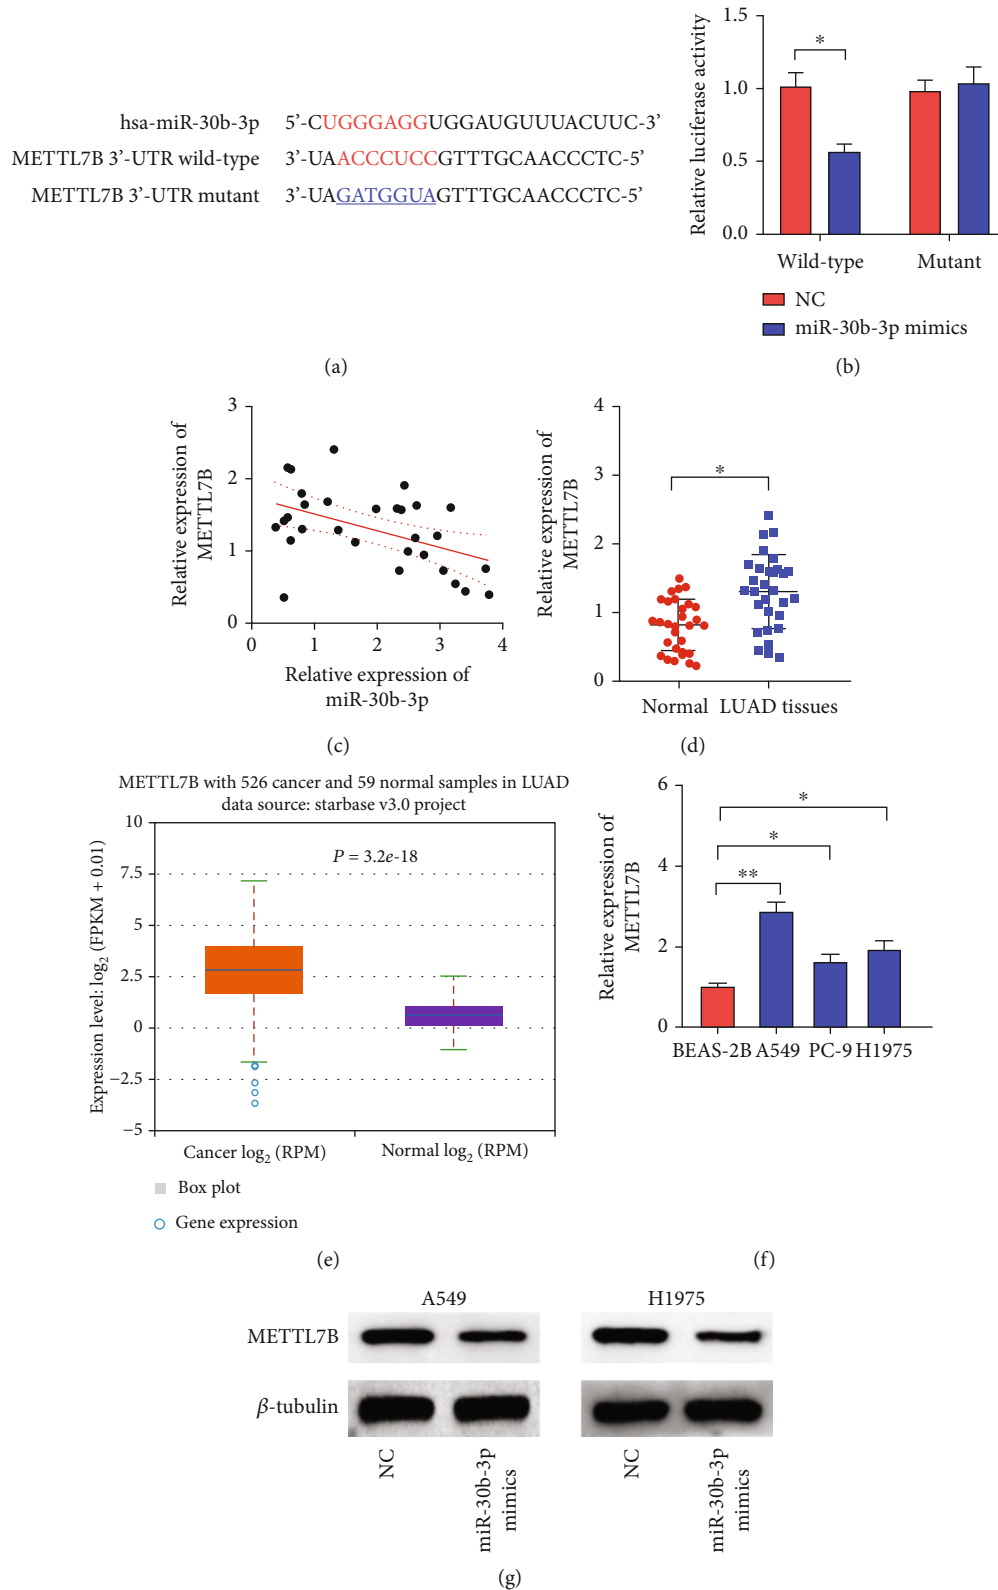 hsa-miR-30b-3p 5’-CUGGGAGGUGGAUGUUUACUUC-3’
METTL7B 3’-UTR wild-type 3’-UAACCCUCCGTTTGCAACCCTC-5’
METTL7B 3’-UTR mutant 3’-UAGATGGUAGTTTGCAACCCTC-5’
(a)
Relative luciferase activity
1.5
1.0
0.5
0.0
*
Wild-type Mutant
NC
miR-30b-3p mimics
(b)
Relative expression of
METTL7B
3
2
1
0
0 1 2 3 4
Relative expression of
miR-30b-3p
(c)
Relative expression of
METTL7B
4
3
2
1
0
*
Normal LUAD tissues
(d)
METTL7B with 526 cancer and 59 normal samples in LUAD
data source: starbase v3.0 project
Expression level: log2 (FPKM + 0.01)
10
7.5
5
2.5
0
−2.5
−5
P = 3.2e-18
Cancer log2 (RPM) Normal log2 (RPM)
Box plot
Gene expression
(e)
Relative expression of
METTL7B
6
4
2
0
*
*
**
BEAS-2B A549 PC-9 H1975
(f)
A549 H1975
METTL7B
β-tubulin
NC
miR-30b-3p
mimics
NC
miR-30b-3p
mimics
(g)